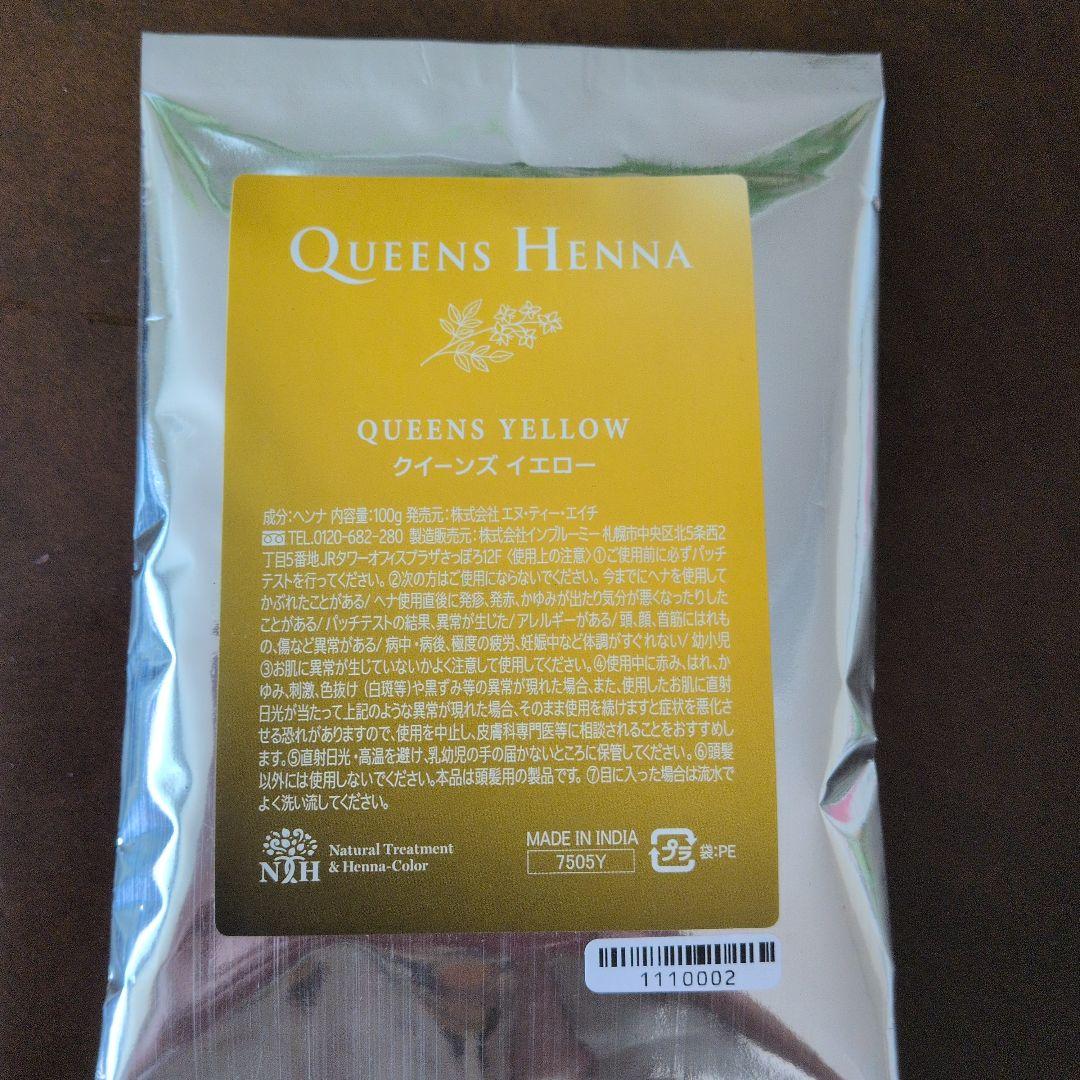 QUEENS HENNA
QUEENS YELLOW
クイーンズ イエロー
成分:ヘンナ 内容量:100g 発売元:株式会社 エヌ・ティー・エイチ
TEL.0120-682-280 製造販売元:株式会社インブルーミー 札幌市中央区北5条西2
丁目5番地JRタワーオフィスプラザさっぽろ12F 〈使用上の注意〉①ご使用前に必ずパッチ
テストを行ってください。②次の方はご使用にならないでください。今までにヘナを使用して
かぶれたことがある/ ヘナ使用直後に発疹、発赤、かゆみが出たり気分が悪くなったりした
ことがある/ パッチテストの結果、異常が生じた/ アレルギーがある/ 頭、顔、首筋にはれも
の、傷など異常がある/ 病中・病後、極度の疲労、妊娠中など体調がすぐれない/ 幼小児
③お肌に異常が生じていないかよく注意して使用してください。④使用中に赤み、はれ、か
ゆみ、刺激、色抜け (白斑等)や黒ずみ等の異常が現れた場合、また、使用したお肌に直射
日光が当たって上記のような異常が現れた場合、そのまま使用を続けますと症状を悪化さ
せる恐れがありますので、使用を中止し、皮膚科専門医等に相談されることをおすすめし
ます。⑤直射日光・高温を避け、乳幼児の手の届かないところに保管してください。⑥頭髪
以外には使用しないでください。本品は頭髪用の製品です。⑦目に入った場合は流水で
よく洗い流してください。
NTH Natural Treatment
& Henna-Color
MADE IN INDIA
7505Y
プラ 袋:PE
1110002